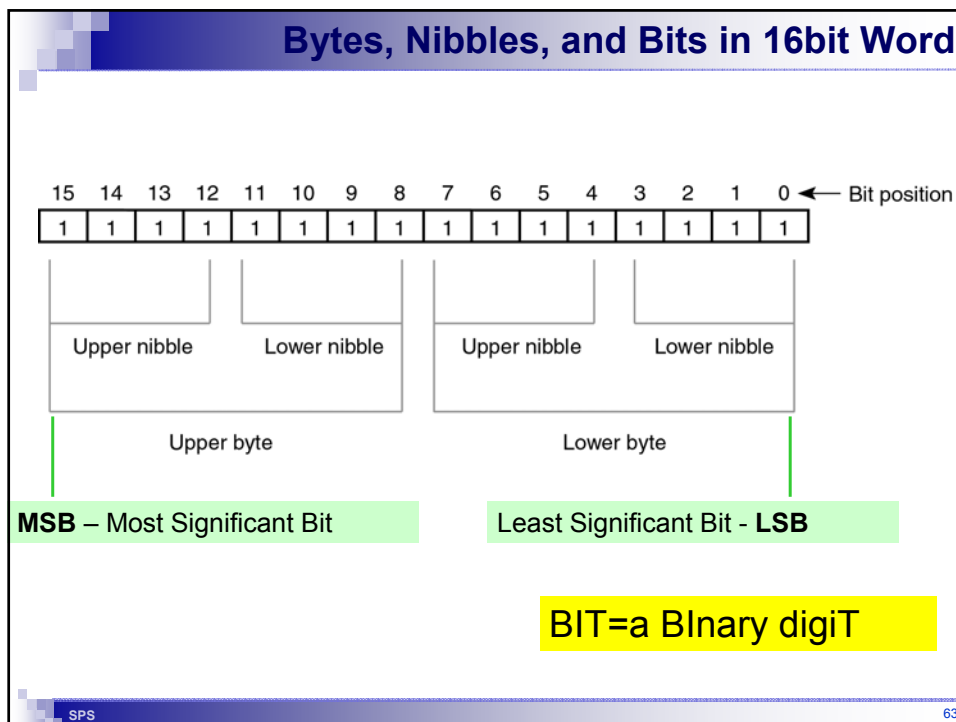 Bytes, Nibbles, and Bits in 16bit Word
15 14 13 12 11 10 9 8 7 6 5 4 3 2 1 0 Bit position
1 1 1 1 1 1 1 1 1 1 1 1 1 1 1 1
Upper nibble Lower nibble Upper nibble Lower nibble
Upper byte Lower byte
MSB – Most Significant Bit Least Significant Bit - LSB
BIT=a BInary digiT
SPS 63